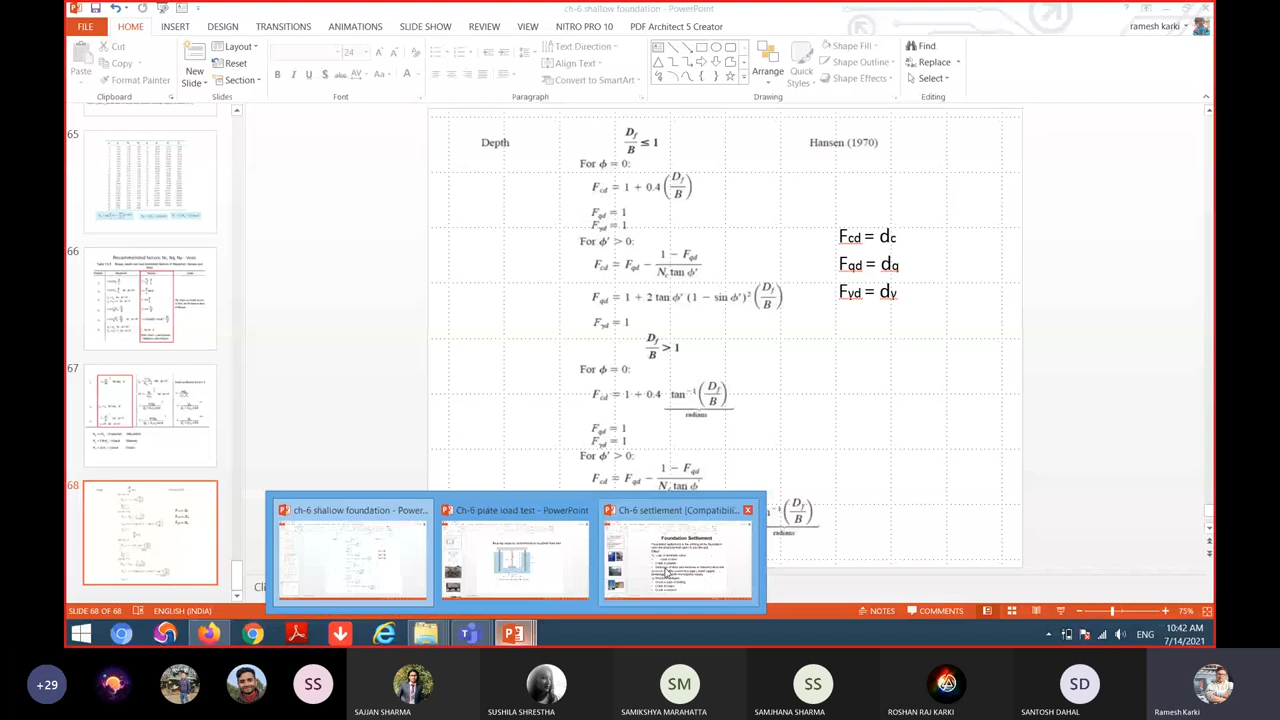 ch-6 shallow foundation - PowerPoint
FILE HOME INSERT DESIGN TRANSITIONS ANIMATIONS SLIDE SHOW REVIEW VIEW NITRO PRO 10 PDF Architect 5 Creator ramesh karki
Cut
Copy
Format Painter
Paste
Clipboard
New
Slide
Layout
Reset
Section
Slides
24
B I U S abc AV Aa A
Font
Text Direction
Align Text
Convert to SmartArt
Paragraph
Arrange
Quick
Styles
Shape Fill
Shape Outline
Shape Effects
Drawing
Find
Replace
Select
Editing
65
66
67
68
Depth D_f/B ≤ 1 Hansen (1970)
For ϕ = 0:
F_cd = 1 + 0.4 (D_f/B)
F_qd = 1
F_γd = 1
For ϕ' > 0:
F_cd = F_qd − (1 − F_qd)/(N_c tan ϕ')
F_qd = 1 + 2 tan ϕ' (1 − sin ϕ')² (D_f/B)
F_γd = 1
D_f/B > 1
For ϕ = 0:
F_cd = 1 + 0.4 tan⁻¹ (D_f/B)
radians
F_qd = 1
F_γd = 1
For ϕ' > 0:
F_cd = F_qd − (1 − F_qd)/(N_c tan ϕ'
n⁻¹ (D_f/B)
radians
Fcd = dc
Fqd = dq
Fγd = dγ
ch-6 shallow foundation - Power...
Ch-6 plate load test - PowerPoint
Ch-6 settlement [Compatibili...
Foundation Settlement
Clic
SLIDE 68 OF 68 ENGLISH (INDIA) NOTES COMMENTS 75%
ENG 10:42 AM
7/14/2021
+29
SS
SM
SS
SD
SAJJAN SHARMA
SUSHILA SHRESTHA
SAMIKSHYA MARAHATTA
SAMJHANA SHARMA
ROSHAN RAJ KARKI
SANTOSH DAHAL
Ramesh Karki